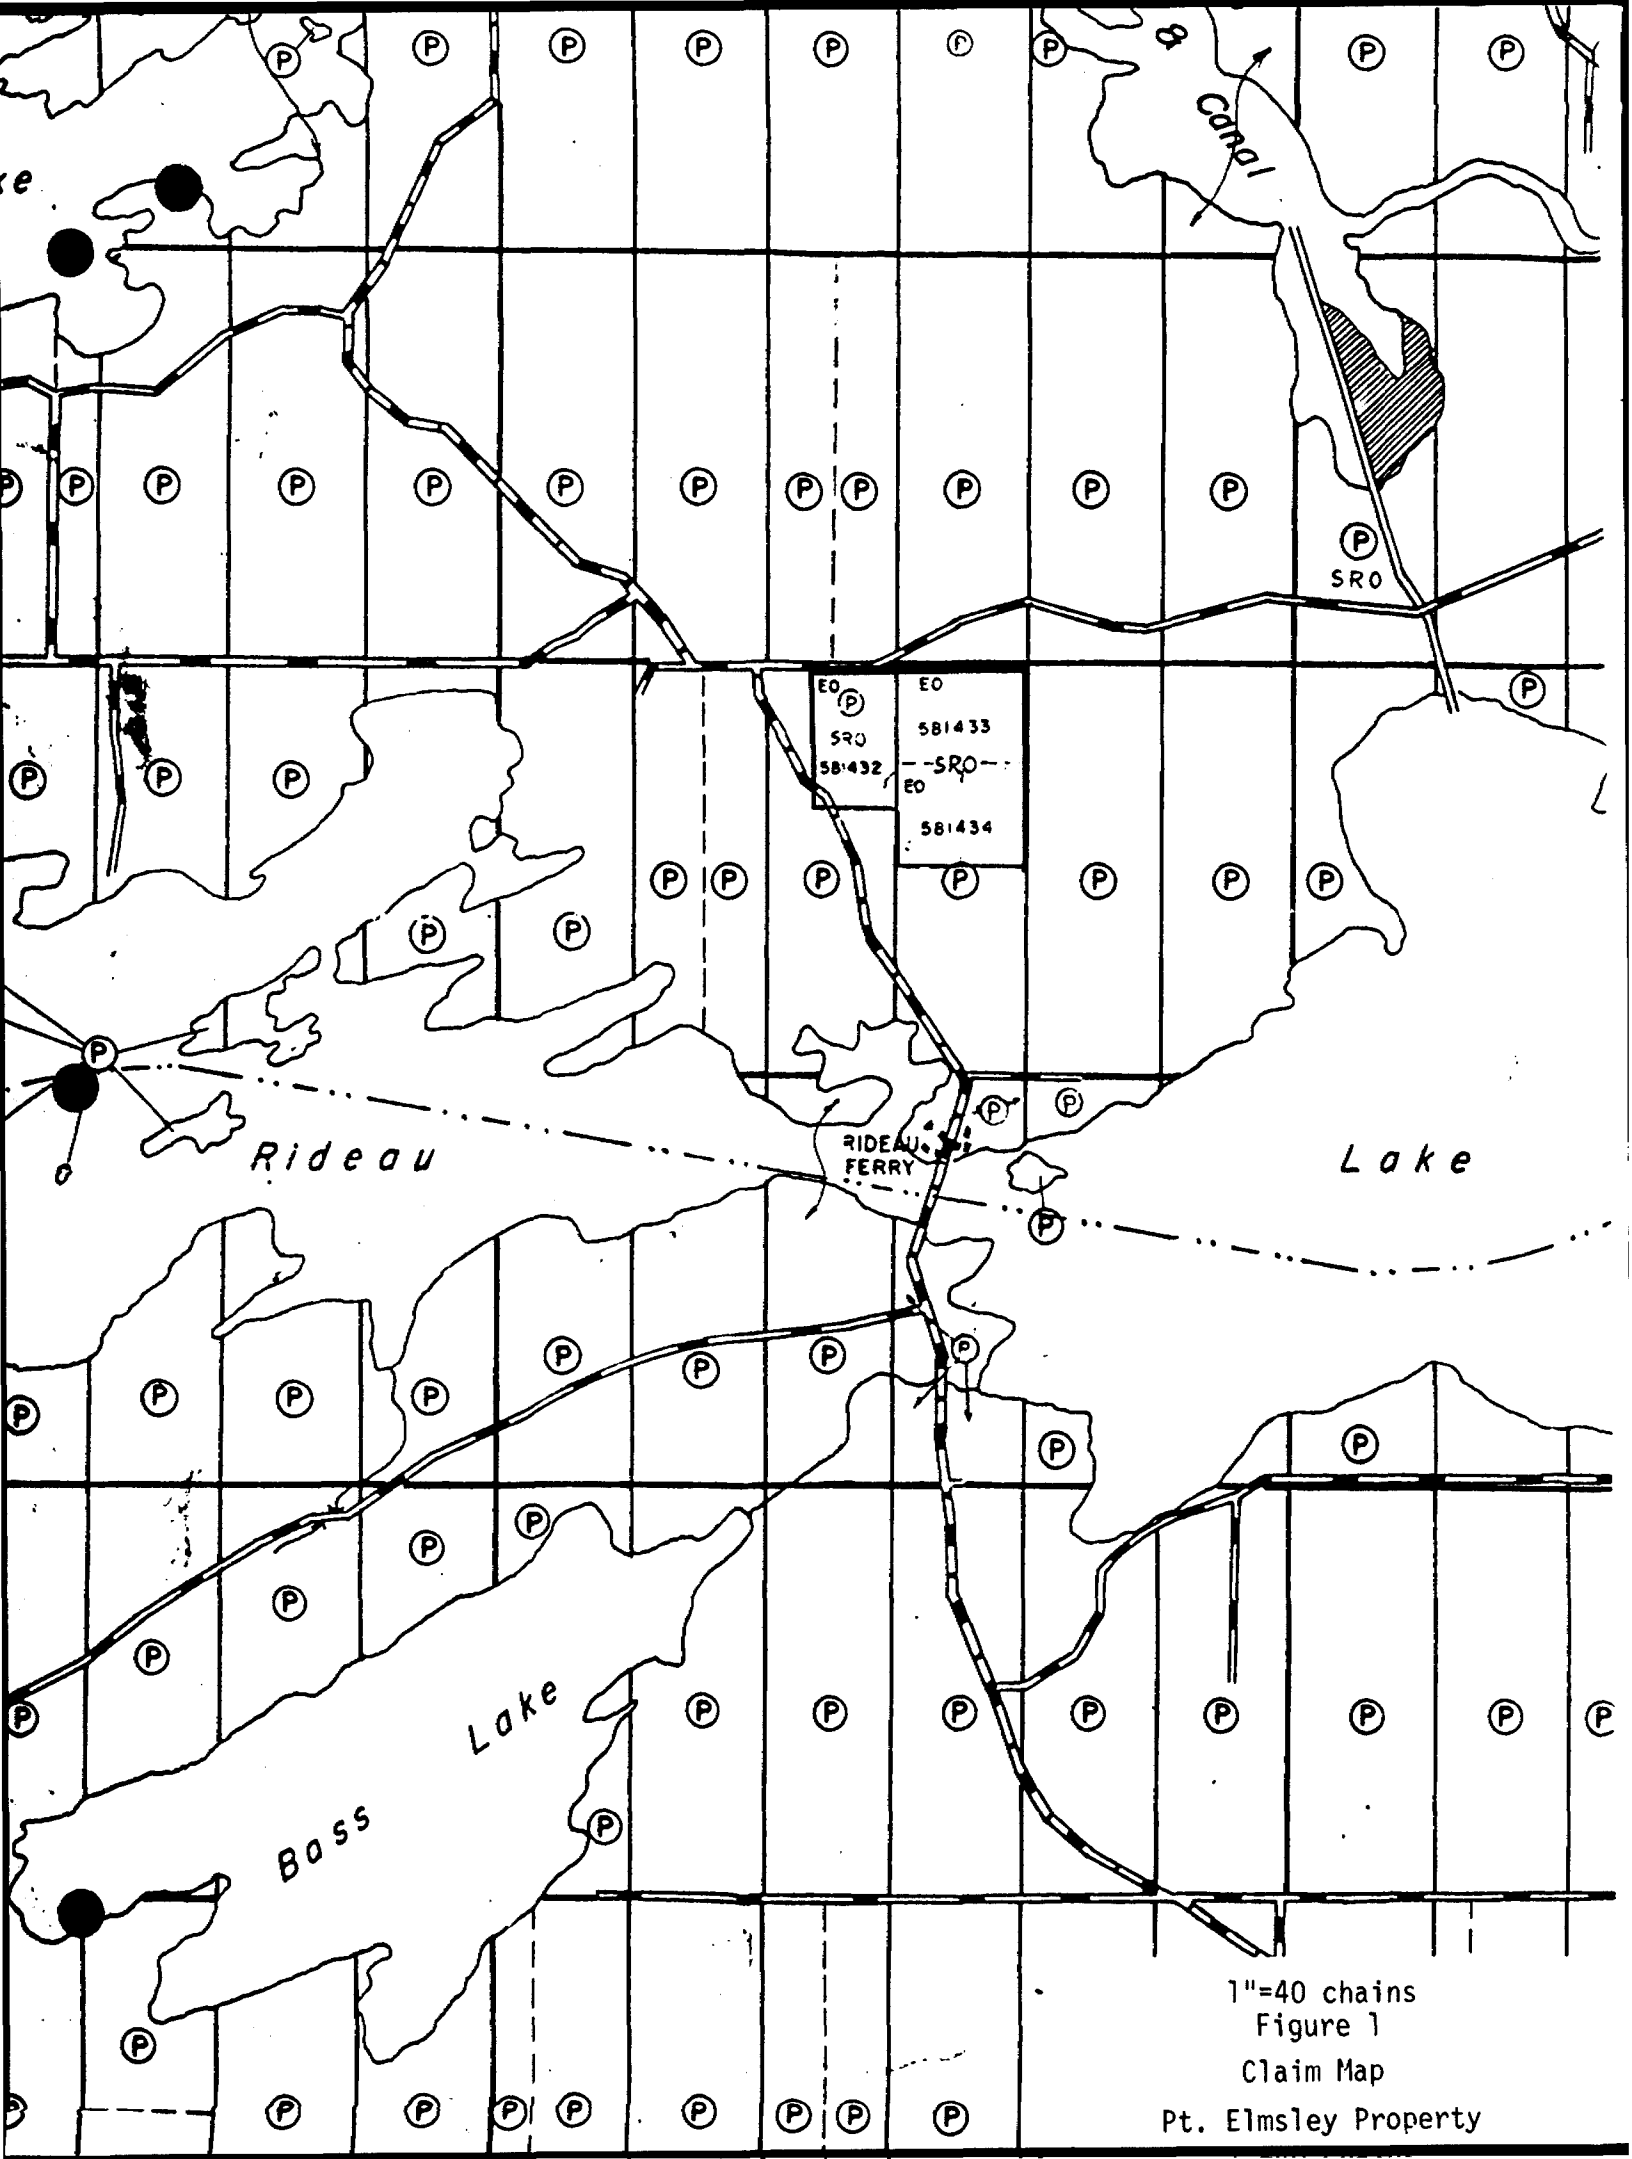 P P P P P P P & P P
Canal
ke
P P P P P P P P P P P P
P
SRO
P
EO P EO
SRO 581433
581432 --SRO--
EO
581434
P P P
P P P P P P P
P P
P
P P
RIDEAU
FERRY
Rideau Lake
P
P P P P
P P P P P P
P P
P
P
P
P P P P P P P P
Lake
Bass
P
1"=40 chains
Figure 1
Claim Map
Pt. Elmsley Property
P
P P P P P P P P P